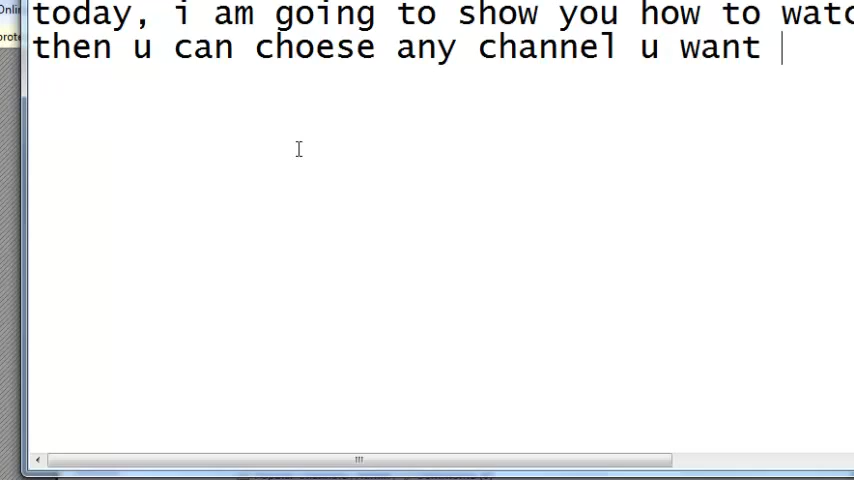 today, i am going to show you how to watc
then u can choese any channel u want